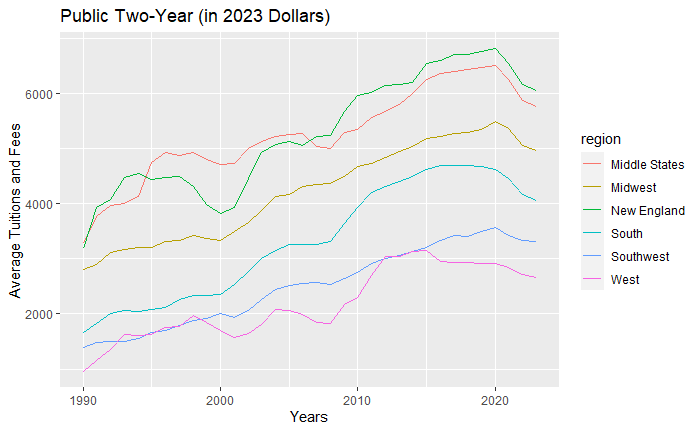 Public Two-Year (in 2023 Dollars)
Average Tuitions and Fees
6000
4000
2000
1990
2000
2010
2020
Years
region
Middle States
Midwest
New England
South
Southwest
West